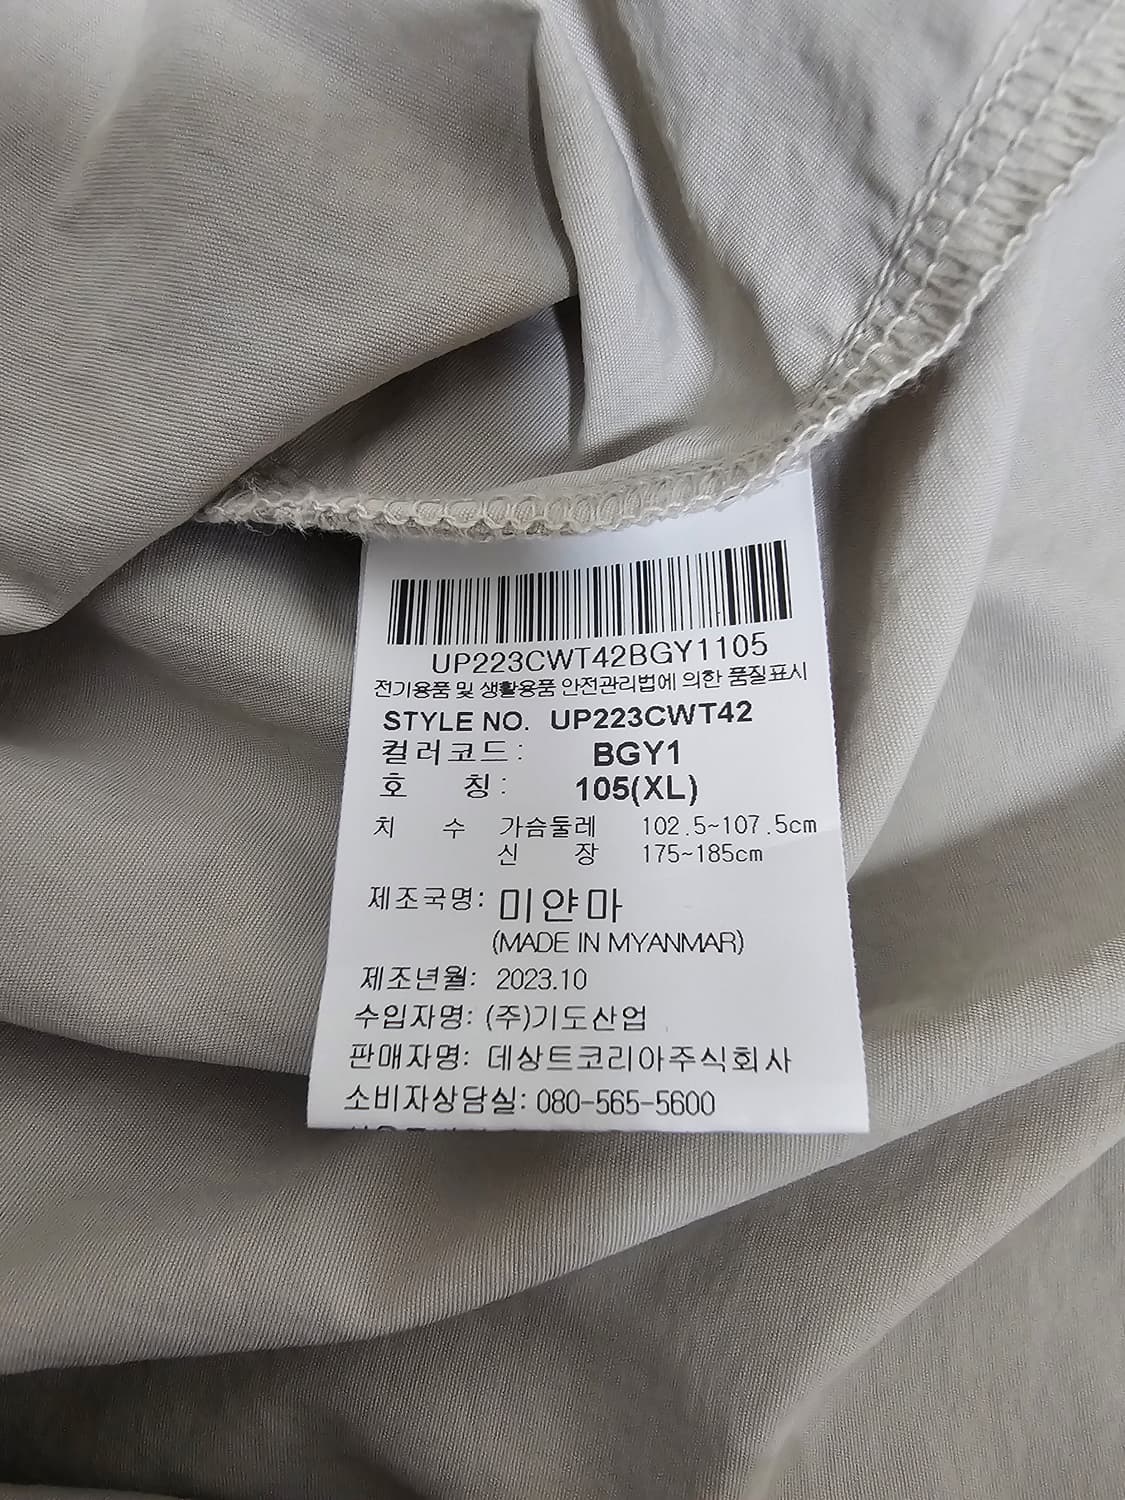 UP223CWT42BGY1105
전기용품 및 생활용품 안전관리법에 의한 품질표시
STYLE NO. UP223CWT42
컬러코드: BGY1
호 칭: 105(XL)
치 수 가슴둘레 102.5~107.5cm
신 장 175~185cm
제조국명: 미얀마
(MADE IN MYANMAR)
제조년월: 2023.10
수입자명: (주)기도산업
판매자명: 데상트코리아주식회사
소비자상담실: 080-565-5600